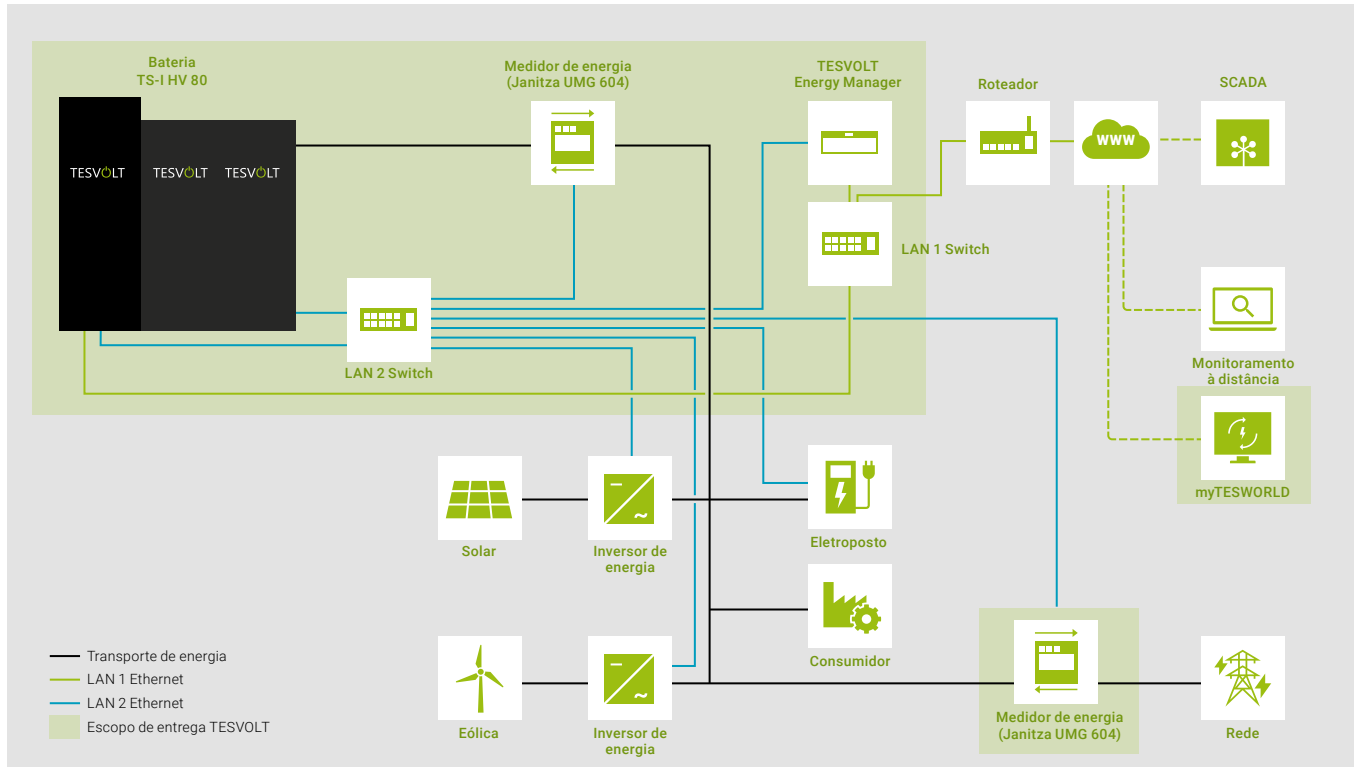 Bateria
TS-I HV 80
Medidor de energia
(Janitza UMG 604)
TESVOLT
Energy Manager
Roteador
SCADA
WWW
TESVOLT
TESVOLT
TESVOLT
LAN 1 Switch
LAN 2 Switch
Monitoramento
à distância
myTESWORLD
Solar
Inversor de
energia
Eletroposto
Consumidor
Eólica
Inversor de
energia
Medidor de energia
(Janitza UMG 604)
Rede
Transporte de energia
LAN 1 Ethernet
LAN 2 Ethernet
Escopo de entrega TESVOLT